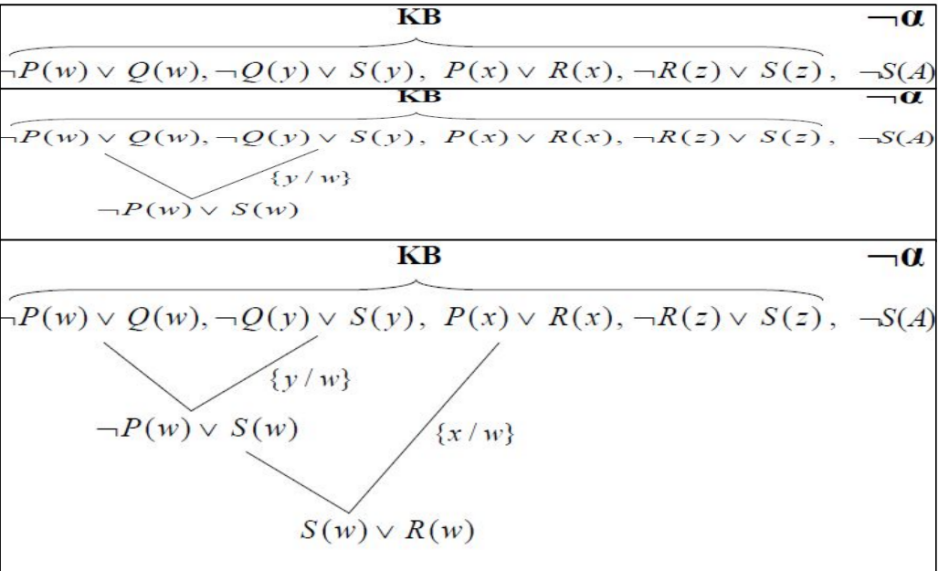 KB ¬α
¬P(w) ∨ Q(w), ¬Q(y) ∨ S(y), P(x) ∨ R(x), ¬R(z) ∨ S(z), ¬S(A)
KB ¬α
¬P(w) ∨ Q(w), ¬Q(y) ∨ S(y), P(x) ∨ R(x), ¬R(z) ∨ S(z), ¬S(A)
{y / w}
¬P(w) ∨ S(w)
KB ¬α
¬P(w) ∨ Q(w), ¬Q(y) ∨ S(y), P(x) ∨ R(x), ¬R(z) ∨ S(z), ¬S(A)
{y / w}
¬P(w) ∨ S(w) {x / w}
S(w) ∨ R(w)